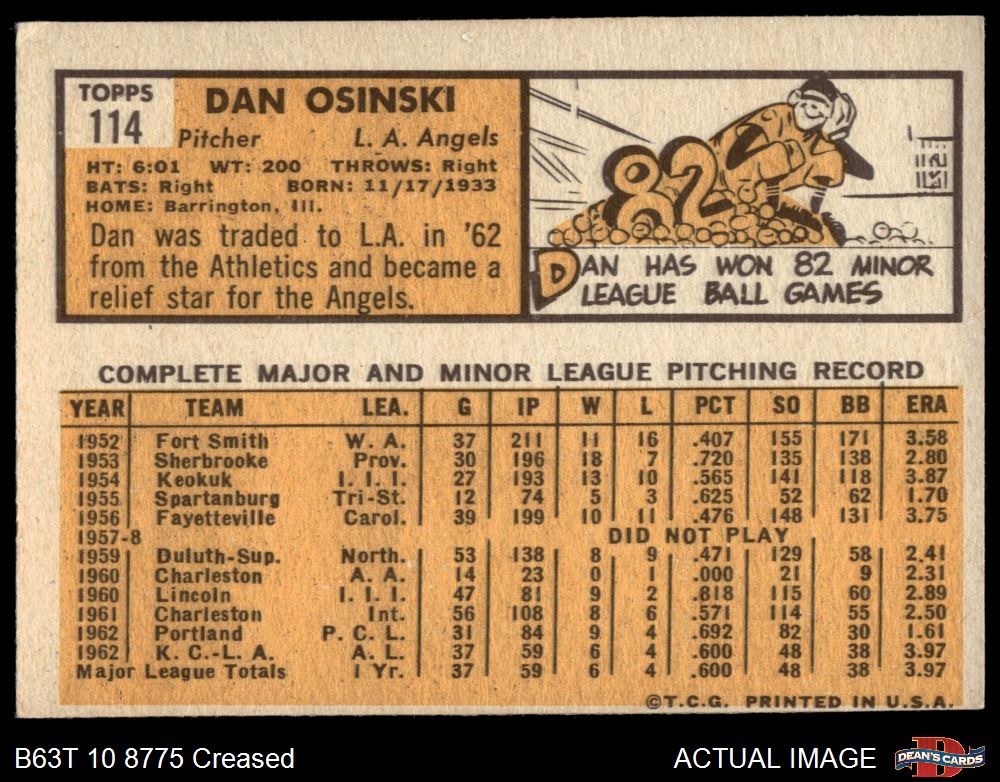 TOPPS
114
DAN OSINSKI
Pitcher L. A. Angels
HT: 6:01 WT: 200 THROWS: Right
BATS: Right BORN: 11/17/1933
HOME: Barrington, Ill.
Dan was traded to L.A. in '62
from the Athletics and became a
relief star for the Angels.
82
DAN HAS WON 82 MINOR
LEAGUE BALL GAMES
COMPLETE MAJOR AND MINOR LEAGUE PITCHING RECORD
YEAR TEAM LEA. G IP W L PCT SO BB ERA
1952 Fort Smith W. A. 37 211 11 16 .407 155 171 3.58
1953 Sherbrooke Prov. 30 196 18 7 .720 135 138 2.80
1954 Keokuk I. I. I. 27 193 13 10 .565 141 118 3.87
1955 Spartanburg Tri-St. 12 74 5 3 .625 52 62 1.70
1956 Fayetteville Carol. 39 199 10 11 .476 148 131 3.75
1957-8 DID NOT PLAY
1959 Duluth-Sup. North. 53 138 8 9 .471 129 58 2.41
1960 Charleston A. A. 14 23 0 1 .000 21 9 2.31
1960 Lincoln I. I. I. 47 81 9 2 .818 115 60 2.89
1961 Charleston Int. 56 108 8 6 .571 114 55 2.50
1962 Portland P. C. L. 31 84 9 4 .692 82 30 1.61
1962 K. C.-L. A. A. L. 37 59 6 4 .600 48 38 3.97
Major League Totals 1 Yr. 37 59 6 4 .600 48 38 3.97
©T.C.G. PRINTED IN U.S.A.
B63T 10 8775 Creased ACTUAL IMAGE
DEAN'S CARDS